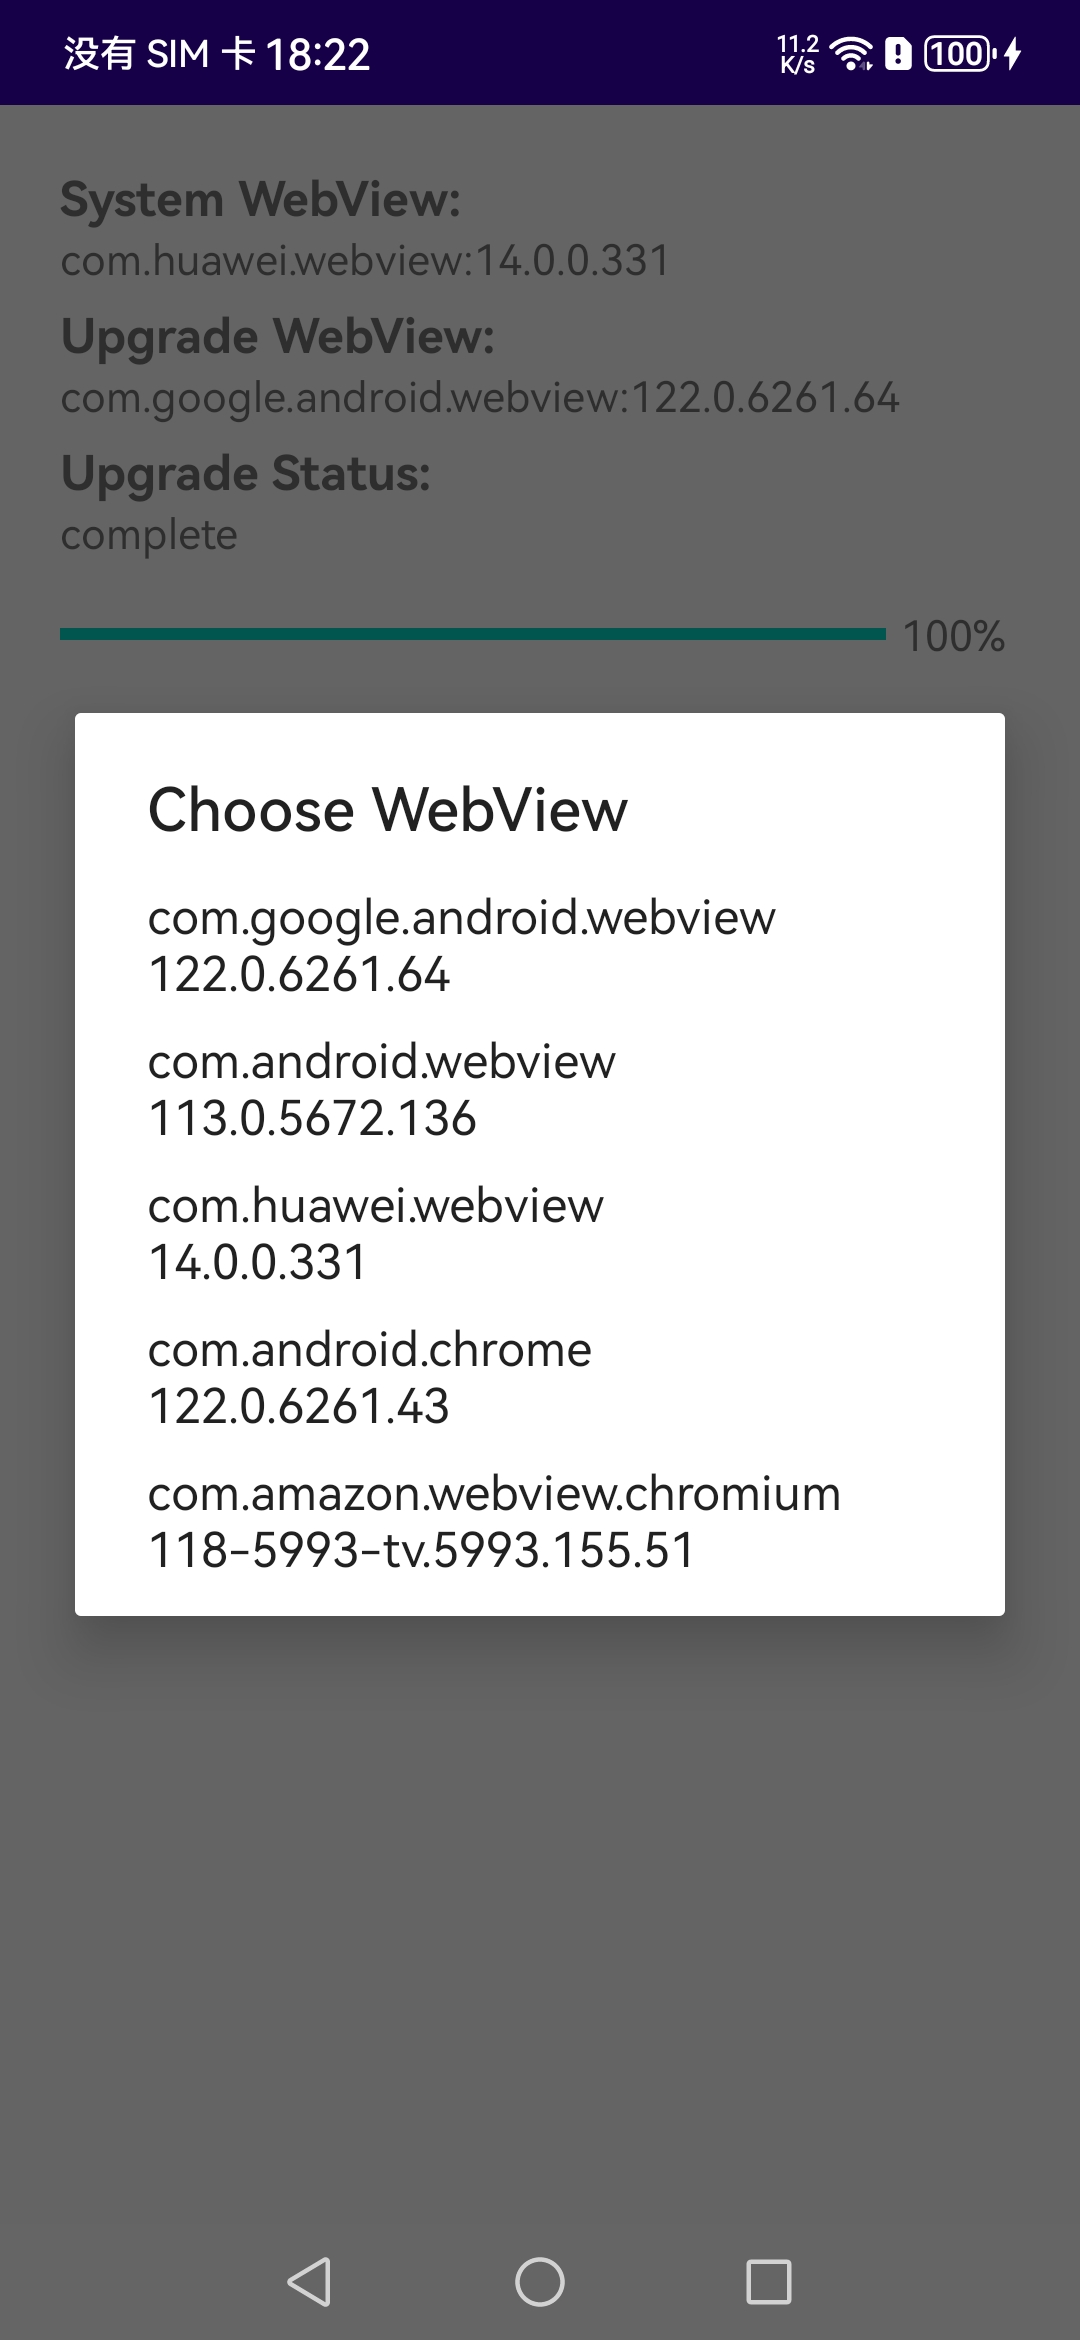 没有 SIM 卡 18:22
11.2
K/s
100
System WebView:
com.huawei.webview:14.0.0.331
Upgrade WebView:
com.google.android.webview:122.0.6261.64
Upgrade Status:
complete
100%
Choose WebView
com.google.android.webview
122.0.6261.64
com.android.webview
113.0.5672.136
com.huawei.webview
14.0.0.331
com.android.chrome
122.0.6261.43
com.amazon.webview.chromium
118-5993-tv.5993.155.51